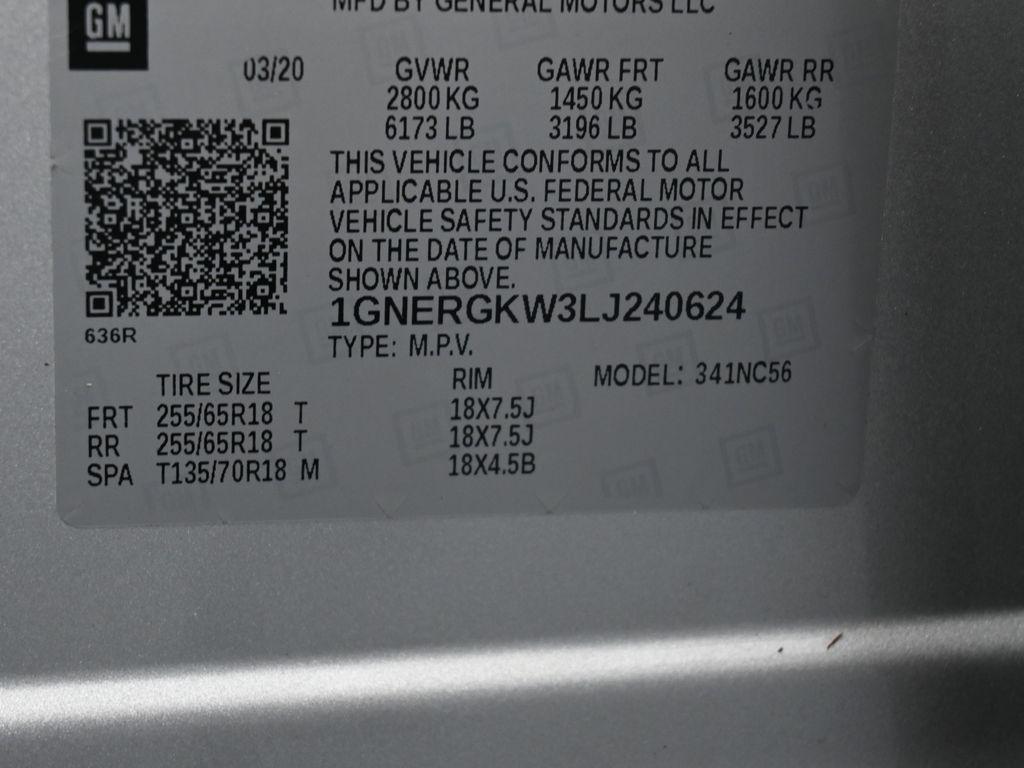 MFD BY GENERAL MOTORS LLC
GM
03/20 GVWR GAWR FRT GAWR RR
2800 KG 1450 KG 1600 KG
6173 LB 3196 LB 3527 LB
THIS VEHICLE CONFORMS TO ALL
APPLICABLE U.S. FEDERAL MOTOR
VEHICLE SAFETY STANDARDS IN EFFECT
ON THE DATE OF MANUFACTURE
SHOWN ABOVE.
1GNERGKW3LJ240624
636R
TYPE: M.P.V.
TIRE SIZE RIM MODEL: 341NC56
FRT 255/65R18 T 18X7.5J
RR 255/65R18 T 18X7.5J
SPA T135/70R18 M 18X4.5B